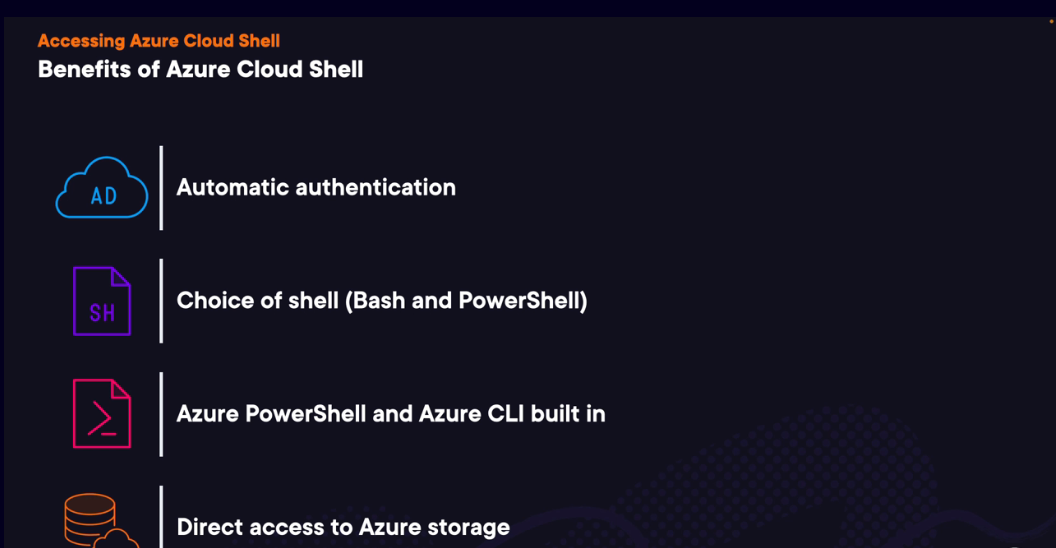 Accessing Azure Cloud Shell
Benefits of Azure Cloud Shell
AD
Automatic authentication
SH
Choice of shell (Bash and PowerShell)
Azure PowerShell and Azure CLI built in
Direct access to Azure storage